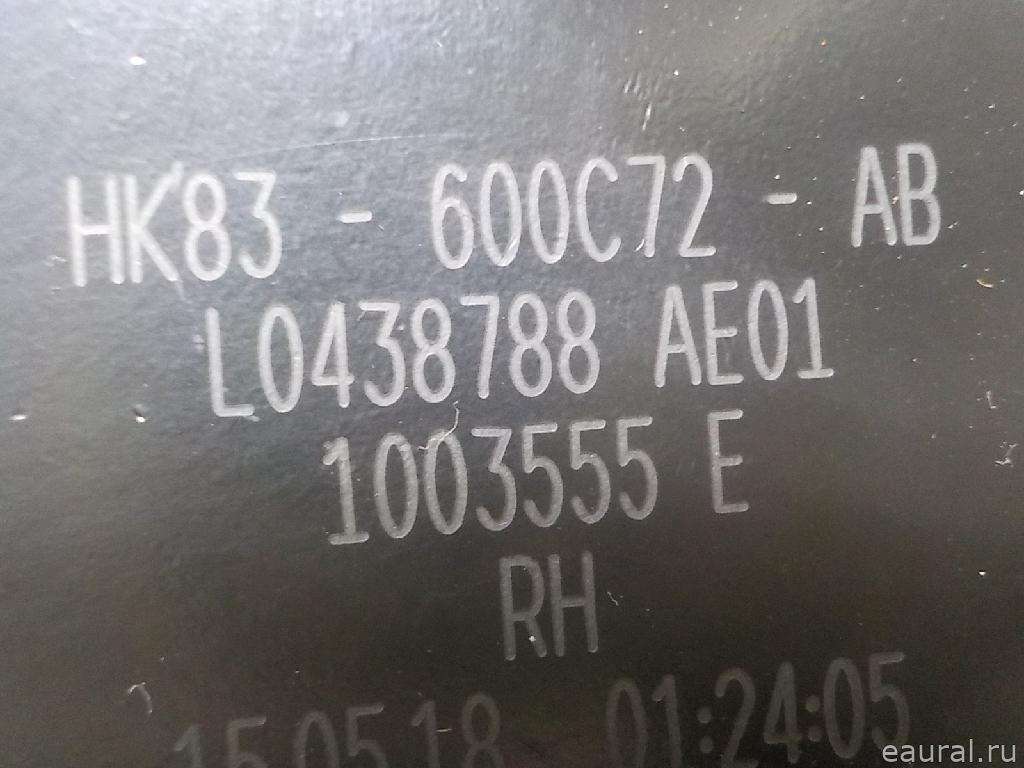 HK83 - 600C72 - AB
L0438788 AE01
1003555 E
RH
150518 01:24:05
eaural.ru